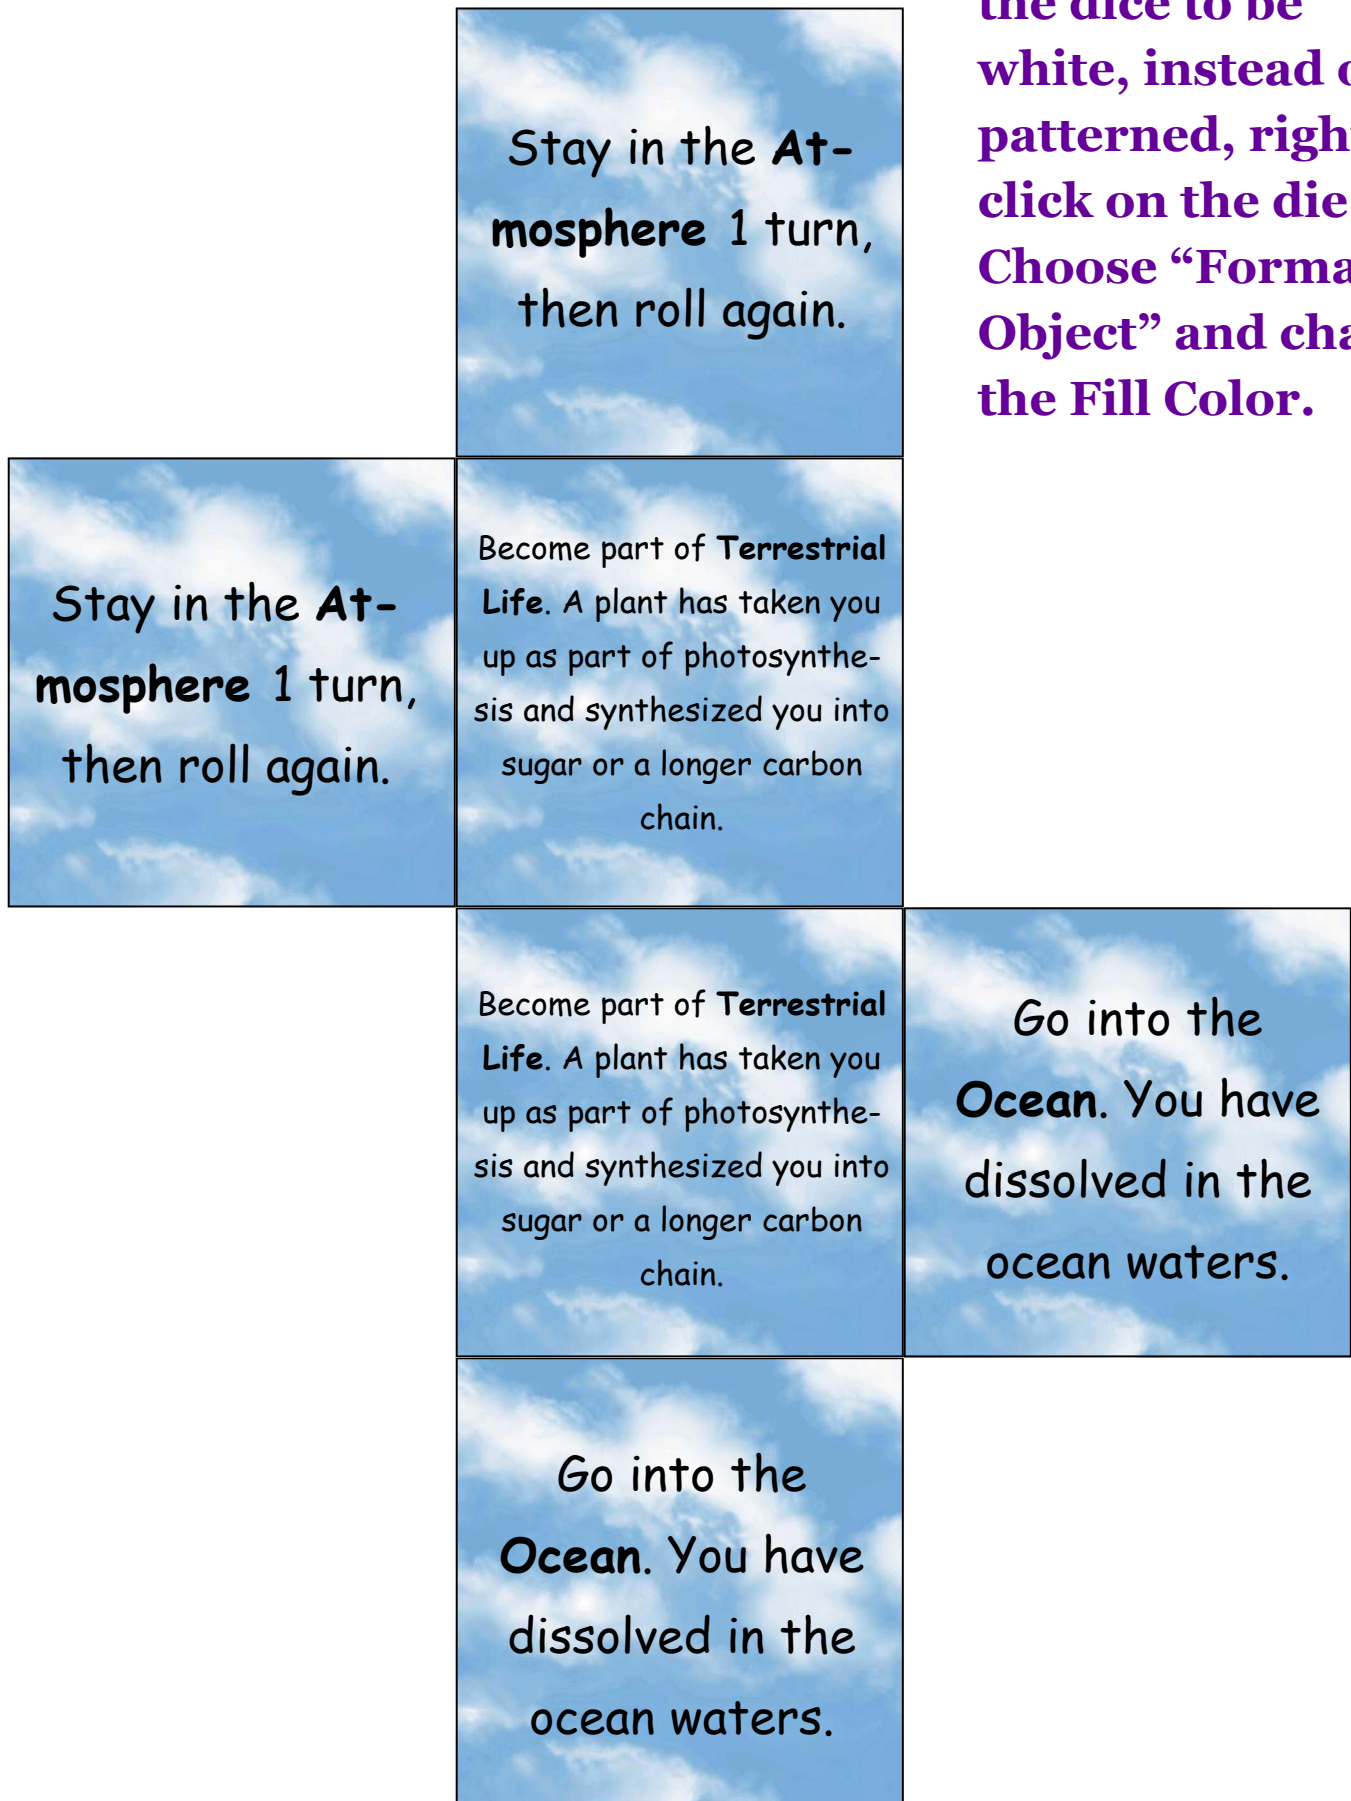 the dice to be
white, instead
patterned,
click on the die
Choose
Object” and
the Fill Color.
Stay in the At-
mosphere 1 turn,
then roll again.
Stay in the At-
mosphere 1 turn,
then roll again.
Become part of Terrestrial
Life. A plant has taken you
up as part of photosynthe-
sis and synthesized you into
sugar or a longer carbon
chain.
Become part of Terrestrial
Life. A plant has taken you
up as part of photosynthe-
sis and synthesized you into
sugar or a longer carbon
chain.
Go into the
Ocean. You have
dissolved in the
ocean waters.
Go into the
Ocean. You have
dissolved in the
ocean waters.